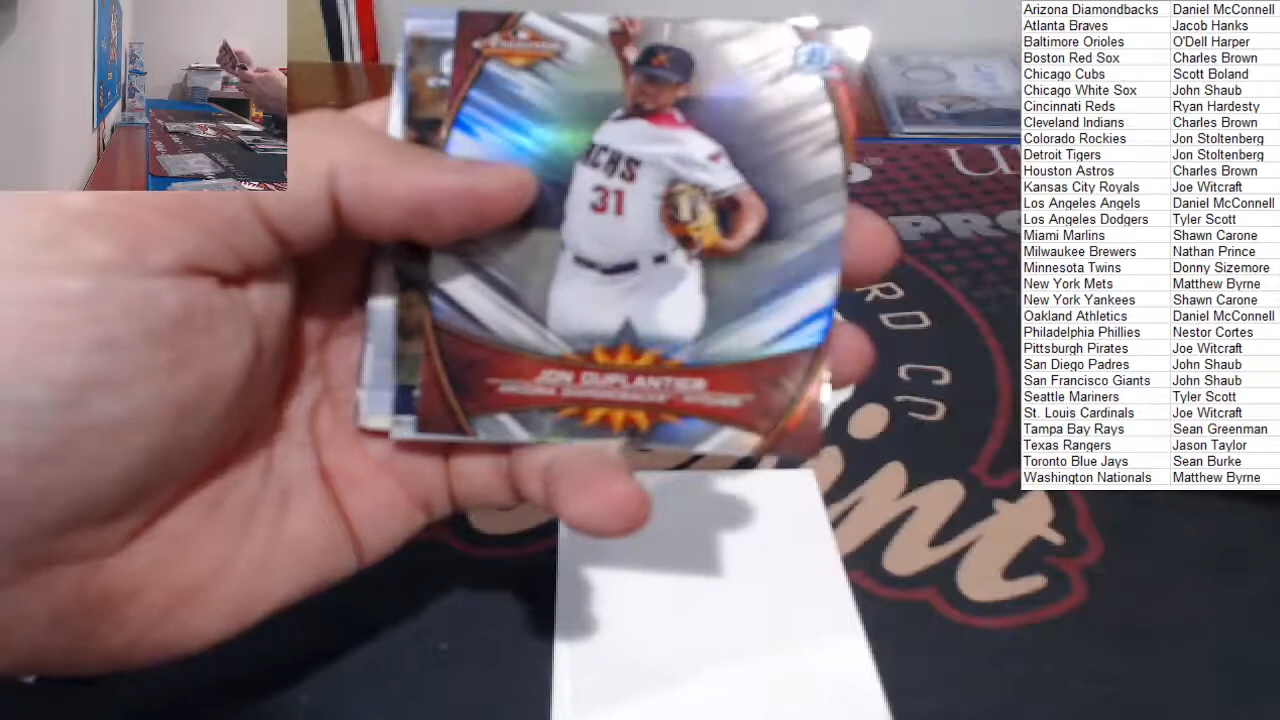 Arizona Diamondbacks Daniel McConnell
Atlanta Braves Jacob Hanks
Baltimore Orioles O'Dell Harper
Boston Red Sox Charles Brown
Chicago Cubs Scott Boland
Chicago White Sox John Shaub
Cincinnati Reds Ryan Hardesty
Cleveland Indians Charles Brown
Colorado Rockies Jon Stoltenberg
Detroit Tigers Jon Stoltenberg
Houston Astros Charles Brown
Kansas City Royals Joe Witcraft
Los Angeles Angels Daniel McConnell
Los Angeles Dodgers Tyler Scott
Miami Marlins Shawn Carone
Milwaukee Brewers Nathan Prince
Minnesota Twins Donny Sizemore
New York Mets Matthew Byrne
New York Yankees Shawn Carone
Oakland Athletics Daniel McConnell
Philadelphia Phillies Nestor Cortes
Pittsburgh Pirates Joe Witcraft
San Diego Padres John Shaub
San Francisco Giants John Shaub
Seattle Mariners Tyler Scott
St. Louis Cardinals Joe Witcraft
Tampa Bay Rays Sean Greenman
Texas Rangers Jason Taylor
Toronto Blue Jays Sean Burke
Washington Nationals Matthew Byrne
31
JON DUPLANTIER
ARIZONA DIAMONDBACKS PITCHER
PRO